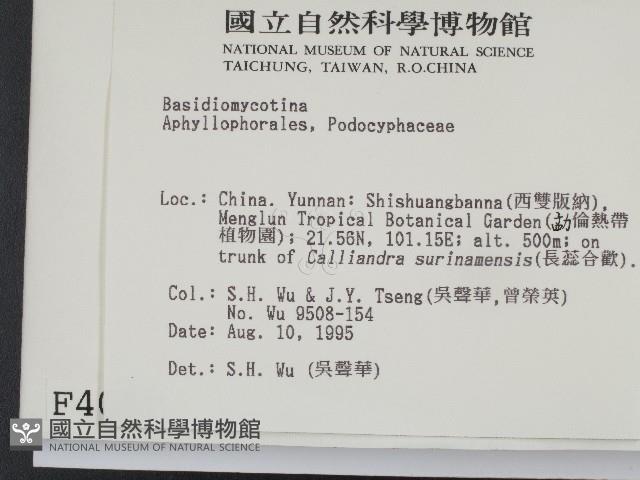 國立自然科學博物館
NATIONAL MUSEUM OF NATURAL SCIENCE
TAICHUNG, TAIWAN, R.O.CHINA
Basidiomycotina
Aphyllophorales, Podocyphaceae
Loc.: China. Yunnan: Shishuangbanna(西雙版納),
Menglun Tropical Botanical Garden(勐倫熱帶
植物園); 21.56N, 101.15E; alt. 500m; on
trunk of Calliandra surinamensis(長蕊合歡).
Col.: S.H. Wu & J.Y. Tseng(吳聲華,曾榮英)
No. Wu 9508-154
Date: Aug. 10, 1995
Det.: S.H. Wu (吳聲華)
F40
國立自然科學博物館
NATIONAL MUSEUM OF NATURAL SCIENCE